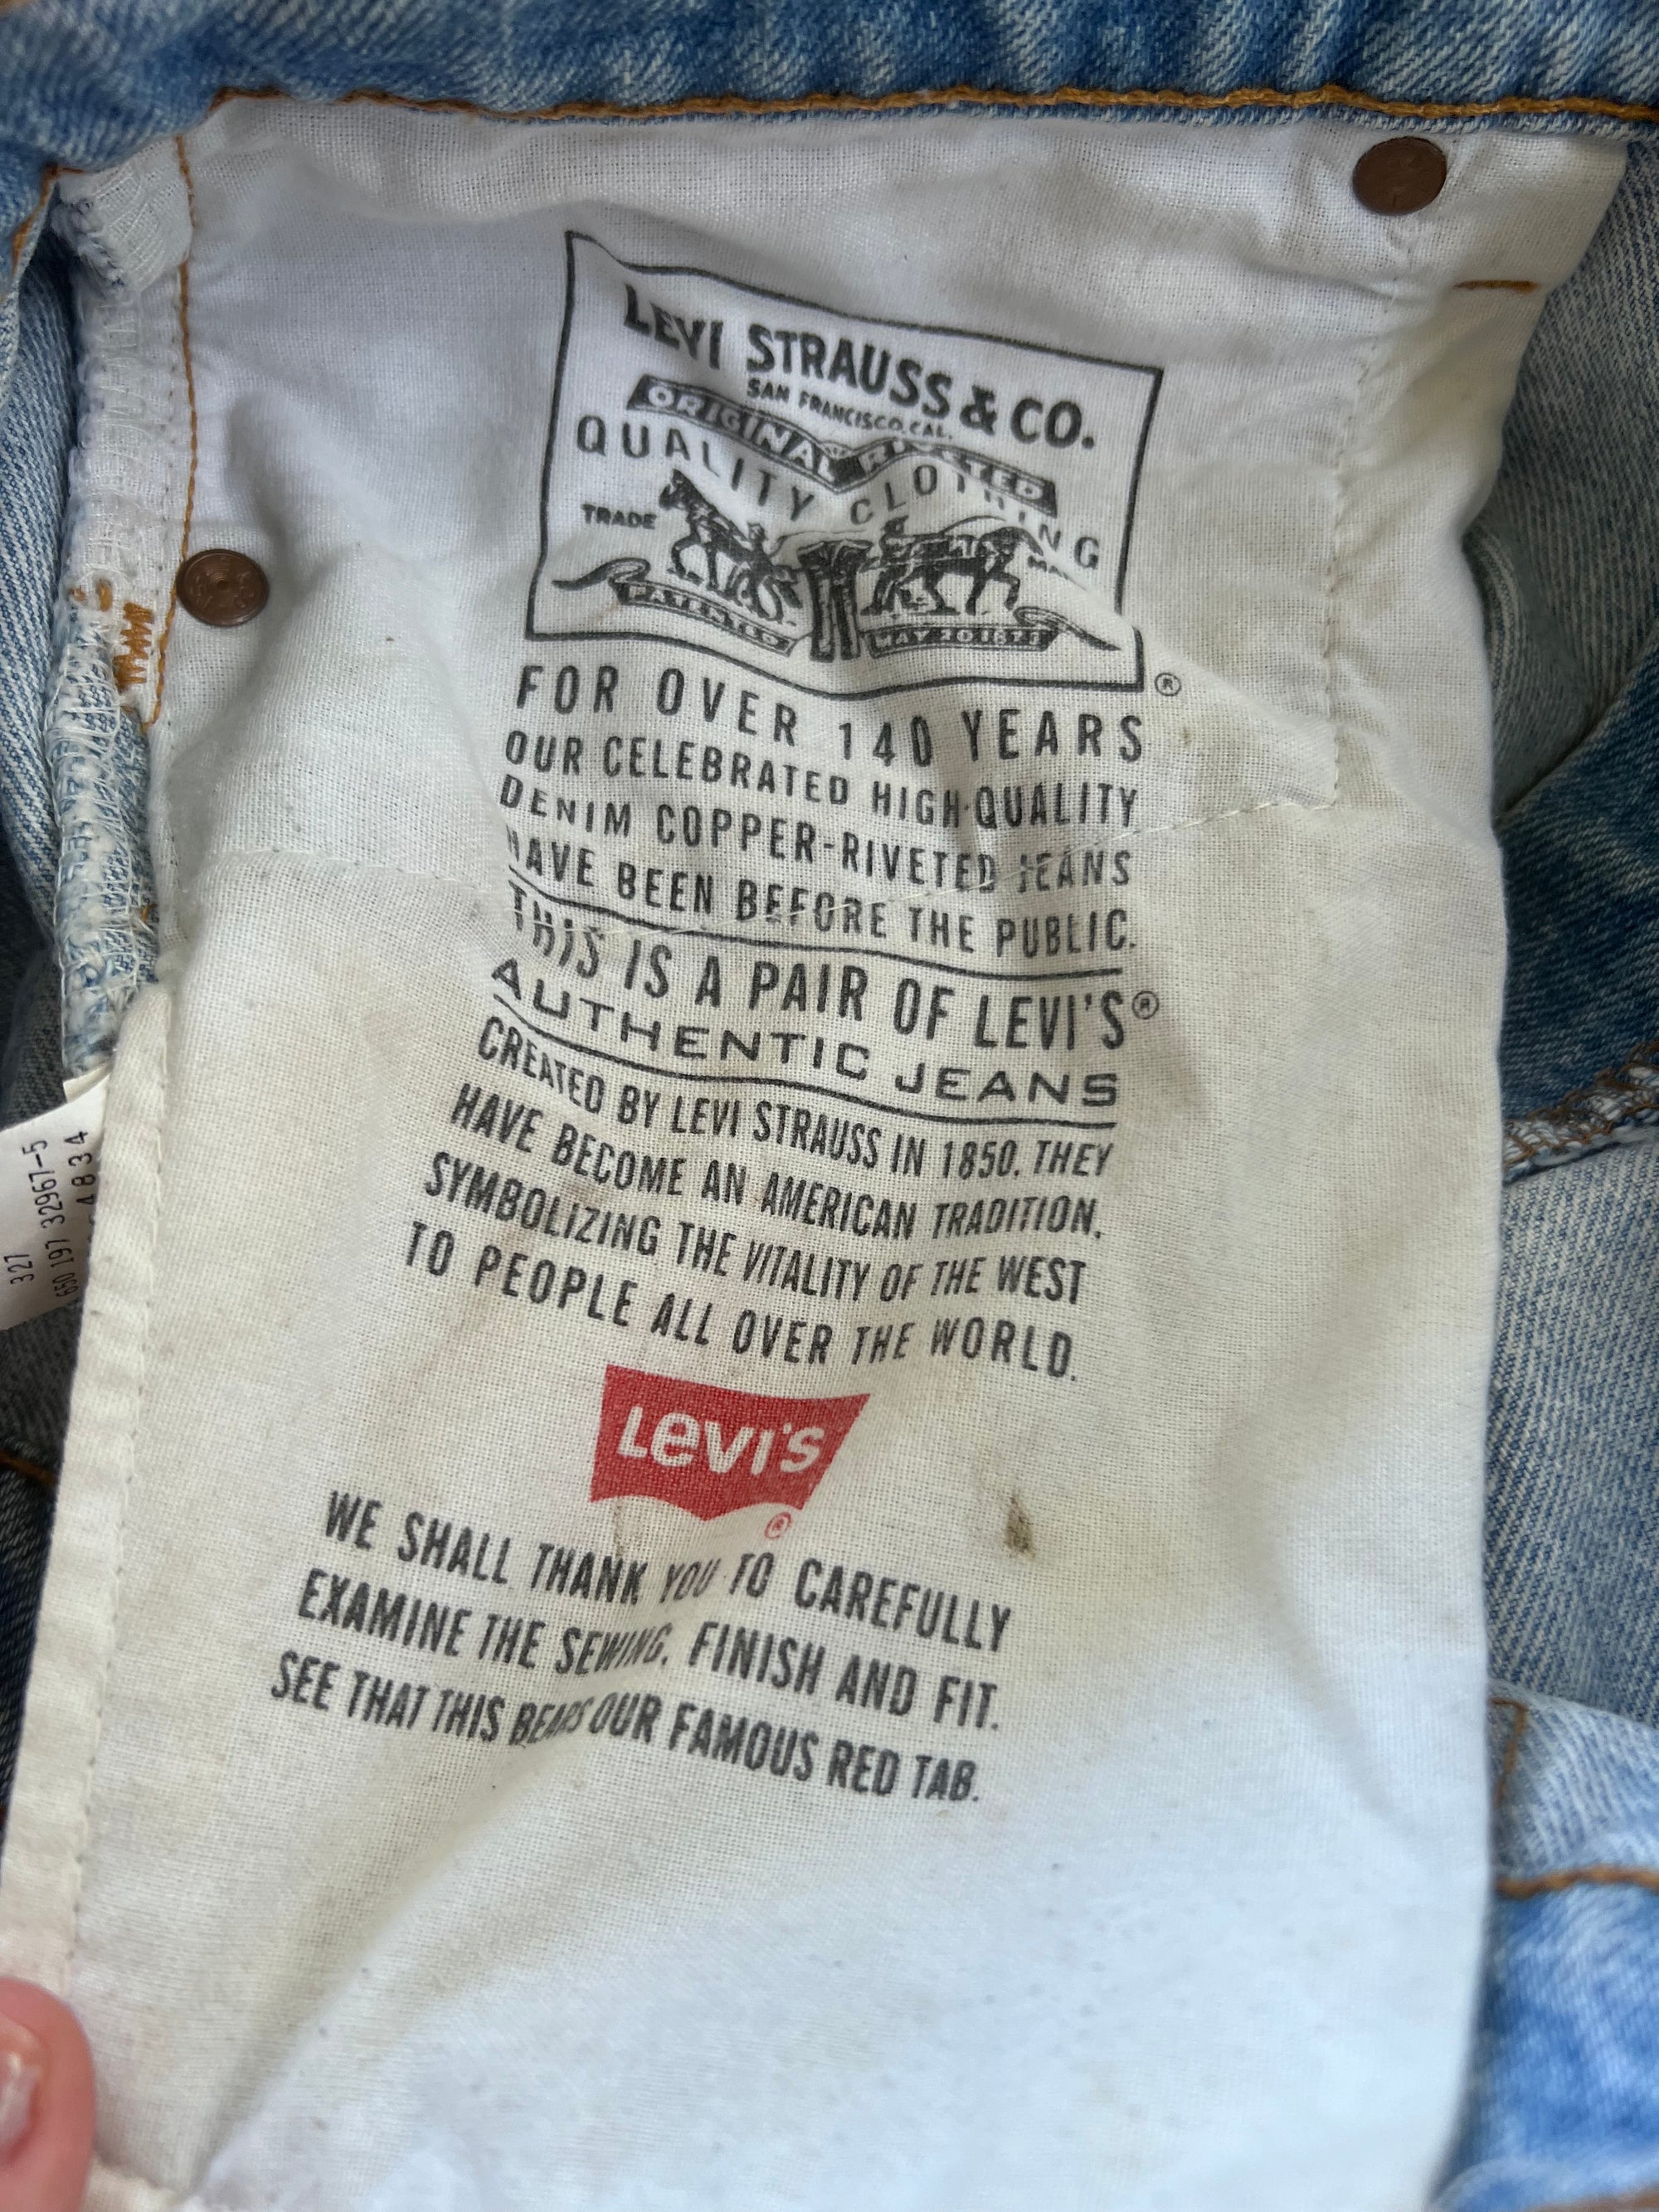 LEVI STRAUSS & CO.
SAN FRANCISCO, CAL.
ORIGINAL RIVETED
QUALITY CLOTHING
TRADE
PATENTED MAY 20 1873
®
FOR OVER 140 YEARS
OUR CELEBRATED HIGH-QUALITY
DENIM COPPER-RIVETED JEANS
HAVE BEEN BEFORE THE PUBLIC.
THIS IS A PAIR OF LEVI'S®
AUTHENTIC JEANS
CREATED BY LEVI STRAUSS IN 1850. THEY
HAVE BECOME AN AMERICAN TRADITION,
SYMBOLIZING THE VITALITY OF THE WEST
TO PEOPLE ALL OVER THE WORLD.
Levi's
®
WE SHALL THANK YOU TO CAREFULLY
EXAMINE THE SEWING, FINISH AND FIT.
SEE THAT THIS BEARS OUR FAMOUS RED TAB.
327
650 197 32967-5
4834